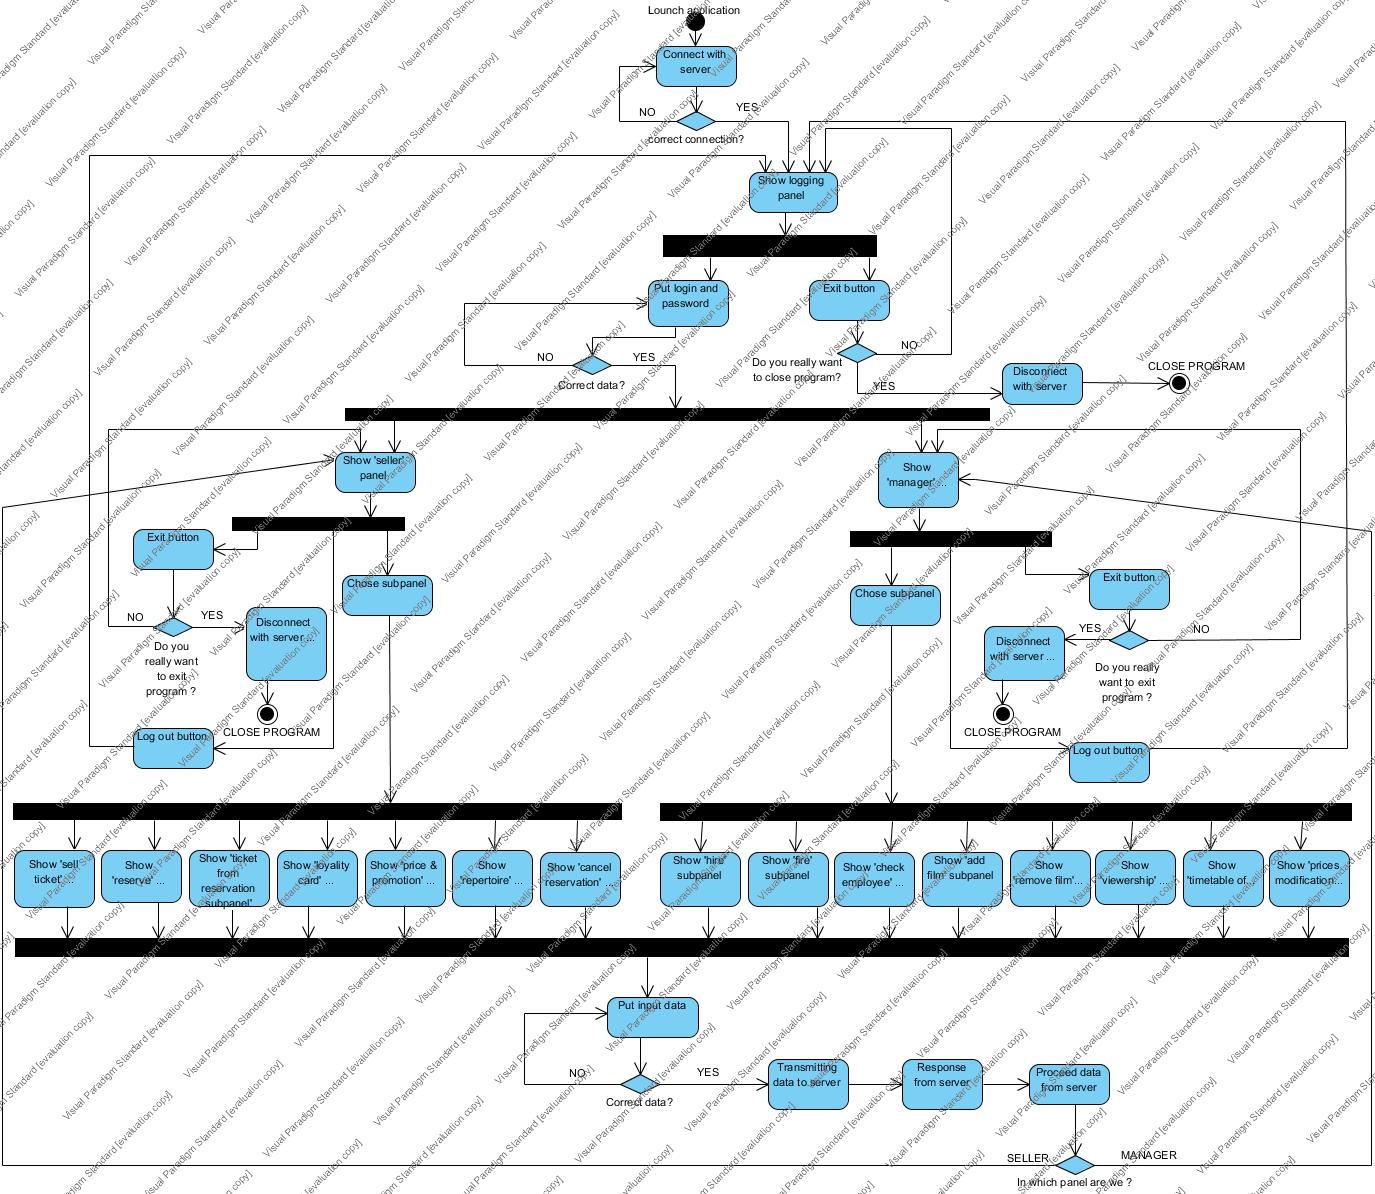 Lounch application
Connect with
server
NO
YES
correct connection?
Show logging
panel
Put login and
password
Exit button
NO
YES
Correct data?
NO
Do you really want
to close program?
YES
Disconnect
with server
CLOSE PROGRAM
Show 'seller'
panel
Show
'manager' ...
Exit button
Chose subpanel
NO
YES
Do you
really want
to exit
program ?
Disconnect
with server ...
CLOSE PROGRAM
Log out button
Chose subpanel
Exit button
YES
NO
Disconnect
with server ...
Do you really
want to exit
program ?
CLOSE PROGRAM
Log out button
Show 'sell
ticket' ...
Show
'reserve' ...
Show 'ticket
from
reservation
subpanel'
Show 'loyality
card' ...
Show 'price &
promotion' ...
Show
'repertoire' ...
Show 'cancel
reservation' ...
Show 'hire'
subpanel
Show 'fire'
subpanel
Show 'check
employee' ...
Show 'add
film' subpanel
Show
'remove film'...
Show
'viewership' ...
Show
'timetable of...
Show 'prices
modification...
Put input data
NO
YES
Correct data?
Transmitting
data to server
Response
from server
Proceed data
from server
SELLER
MANAGER
In which panel are we ?
Visual Paradigm Standard [evaluation copy]